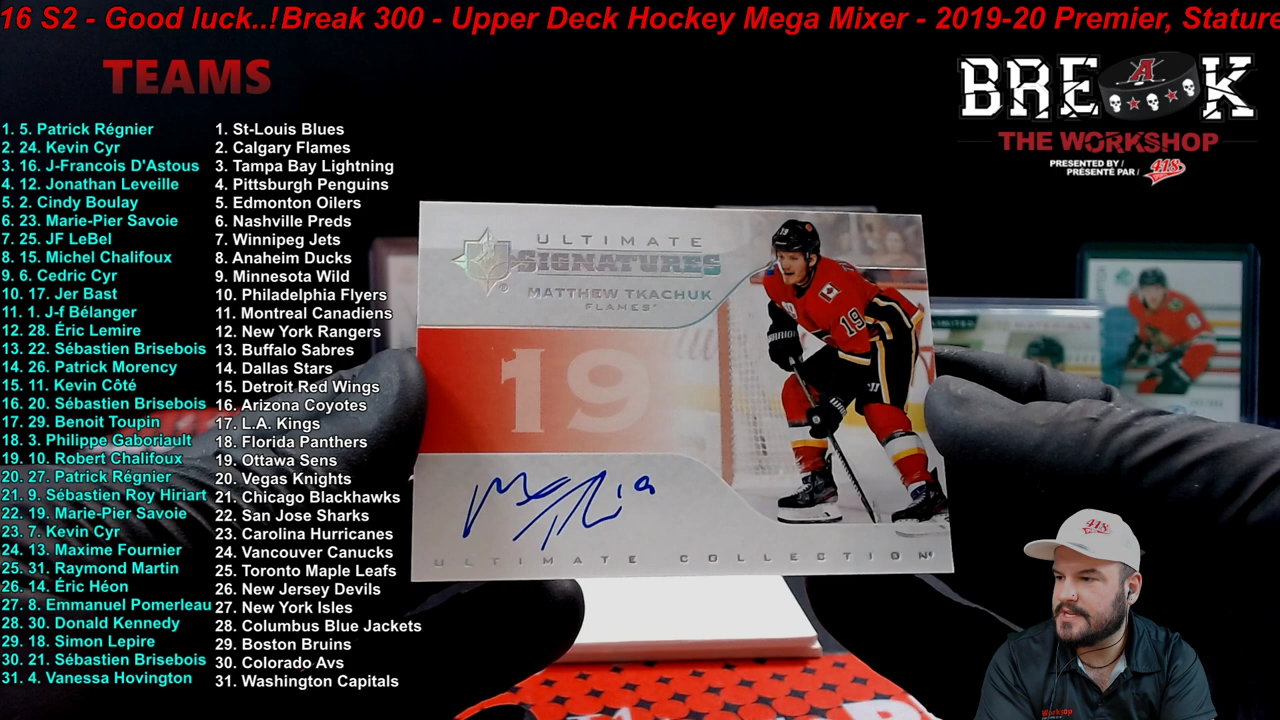 16 S2 - Good luck..! Break 300 - Upper Deck Hockey Mega Mixer - 2019-20 Premier, Stature
TEAMS
BREAK
A
THE WORKSHOP
PRESENTED BY /
PRÉSENTÉ PAR /
418
1. 5. Patrick Régnier
2. 24. Kevin Cyr
3. 16. J-Francois D'Astous
4. 12. Jonathan Leveille
5. 2. Cindy Boulay
6. 23. Marie-Pier Savoie
7. 25. JF LeBel
8. 15. Michel Chalifoux
9. 6. Cedric Cyr
10. 17. Jer Bast
11. 1. J-f Bélanger
12. 28. Éric Lemire
13. 22. Sébastien Brisebois
14. 26. Patrick Morency
15. 11. Kevin Côté
16. 20. Sébastien Brisebois
17. 29. Benoit Toupin
18. 3. Philippe Gaboriault
19. 10. Robert Chalifoux
20. 27. Patrick Régnier
21. 9. Sébastien Roy Hiriart
22. 19. Marie-Pier Savoie
23. 7. Kevin Cyr
24. 13. Maxime Fournier
25. 31. Raymond Martin
26. 14. Éric Héon
27. 8. Emmanuel Pomerleau
28. 30. Donald Kennedy
29. 18. Simon Lepire
30. 21. Sébastien Brisebois
31. 4. Vanessa Hovington
1. St-Louis Blues
2. Calgary Flames
3. Tampa Bay Lightning
4. Pittsburgh Penguins
5. Edmonton Oilers
6. Nashville Preds
7. Winnipeg Jets
8. Anaheim Ducks
9. Minnesota Wild
10. Philadelphia Flyers
11. Montreal Canadiens
12. New York Rangers
13. Buffalo Sabres
14. Dallas Stars
15. Detroit Red Wings
16. Arizona Coyotes
17. L.A. Kings
18. Florida Panthers
19. Ottawa Sens
20. Vegas Knights
21. Chicago Blackhawks
22. San Jose Sharks
23. Carolina Hurricanes
24. Vancouver Canucks
25. Toronto Maple Leafs
26. New Jersey Devils
27. New York Isles
28. Columbus Blue Jackets
29. Boston Bruins
30. Colorado Avs
31. Washington Capitals
ULTIMATE
SIGNATURES
MATTHEW TKACHUK
FLAMES
19
19
19
ULTIMATE COLLECTION
418